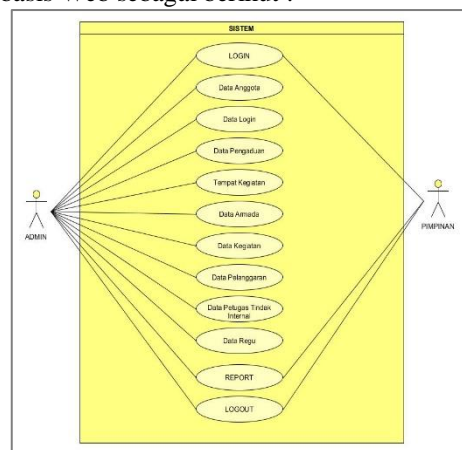 basis Web sebagai berikut :
SISTEM
LOGIN
Data Anggota
Data Login
Data Pengaduan
Tempat Kegiatan
Data Armada
Data Kegiatan
Data Pelanggaran
Data Petugas Tindak
Internal
Data Regu
REPORT
LOGOUT
ADMIN
PIMPINAN